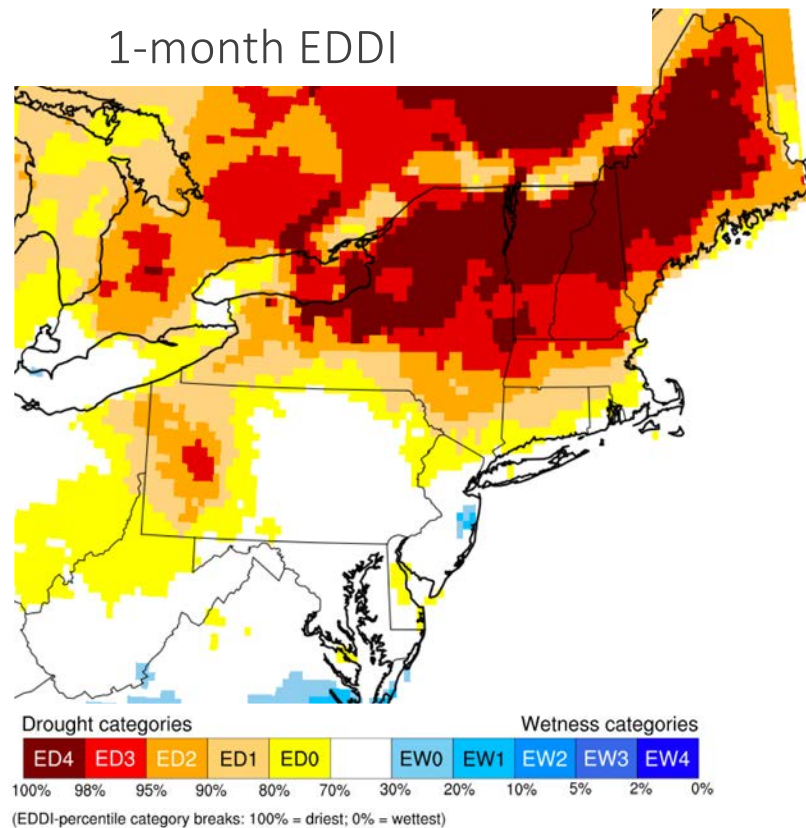 1-month EDDI
Drought categories Wetness categories
ED4 ED3 ED2 ED1 ED0 EW0 EW1 EW2 EW3 EW4
100% 98% 95% 90% 80% 70% 30% 20% 10% 5% 2% 0%
(EDDI-percentile category breaks: 100% = driest; 0% = wettest)